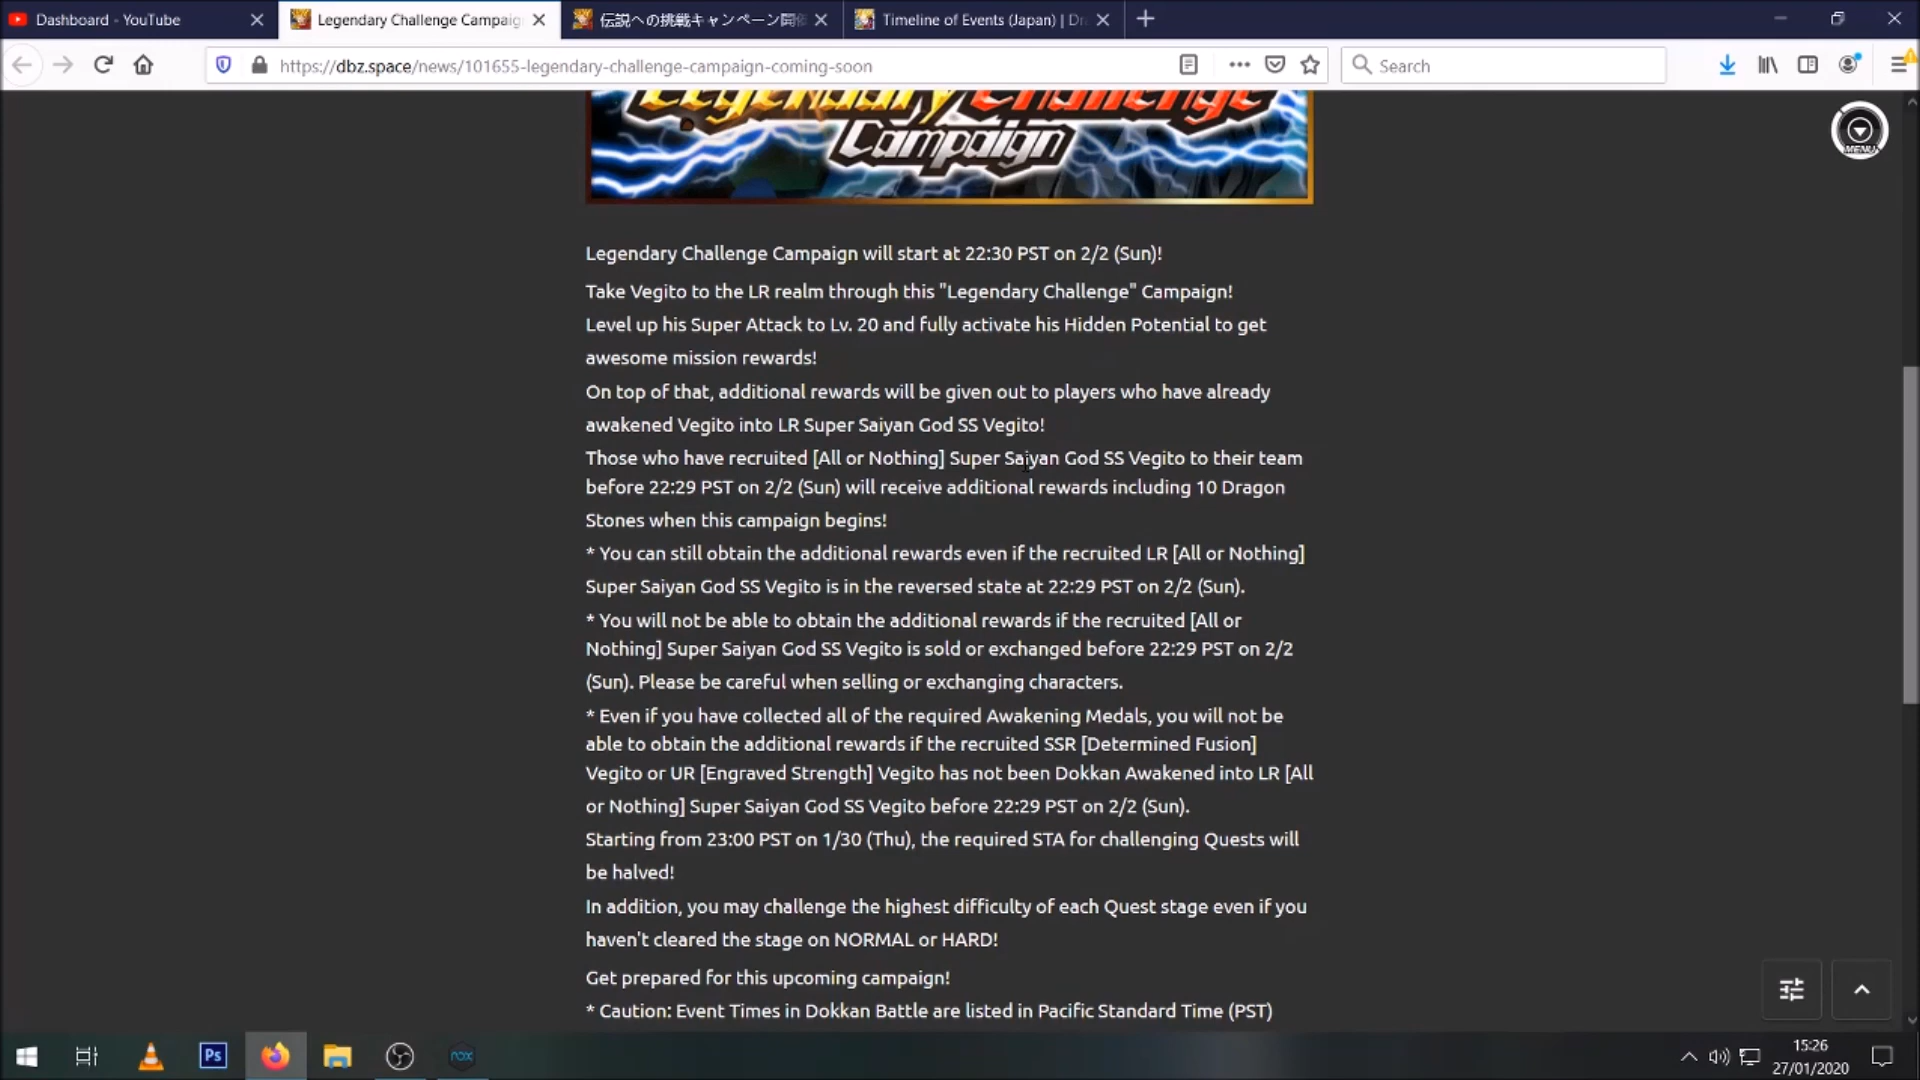 Dashboard - YouTube
Legendary Challenge Campaig
伝説への挑戦キャンペーン開
Timeline of Events (Japan) | Dr
https://dbz.space/news/101655-legendary-challenge-campaign-coming-soon
Search
Legendary Challenge
Campaign
MENU
Legendary Challenge Campaign will start at 22:30 PST on 2/2 (Sun)!
Take Vegito to the LR realm through this "Legendary Challenge" Campaign!
Level up his Super Attack to Lv. 20 and fully activate his Hidden Potential to get
awesome mission rewards!
On top of that, additional rewards will be given out to players who have already
awakened Vegito into LR Super Saiyan God SS Vegito!
Those who have recruited [All or Nothing] Super Saiyan God SS Vegito to their team
before 22:29 PST on 2/2 (Sun) will receive additional rewards including 10 Dragon
Stones when this campaign begins!
* You can still obtain the additional rewards even if the recruited LR [All or Nothing]
Super Saiyan God SS Vegito is in the reversed state at 22:29 PST on 2/2 (Sun).
* You will not be able to obtain the additional rewards if the recruited [All or
Nothing] Super Saiyan God SS Vegito is sold or exchanged before 22:29 PST on 2/2
(Sun). Please be careful when selling or exchanging characters.
* Even if you have collected all of the required Awakening Medals, you will not be
able to obtain the additional rewards if the recruited SSR [Determined Fusion]
Vegito or UR [Engraved Strength] Vegito has not been Dokkan Awakened into LR [All
or Nothing] Super Saiyan God SS Vegito before 22:29 PST on 2/2 (Sun).
Starting from 23:00 PST on 1/30 (Thu), the required STA for challenging Quests will
be halved!
In addition, you may challenge the highest difficulty of each Quest stage even if you
haven't cleared the stage on NORMAL or HARD!
Get prepared for this upcoming campaign!
* Caution: Event Times in Dokkan Battle are listed in Pacific Standard Time (PST)
Ps
nox
15:26
27/01/2020